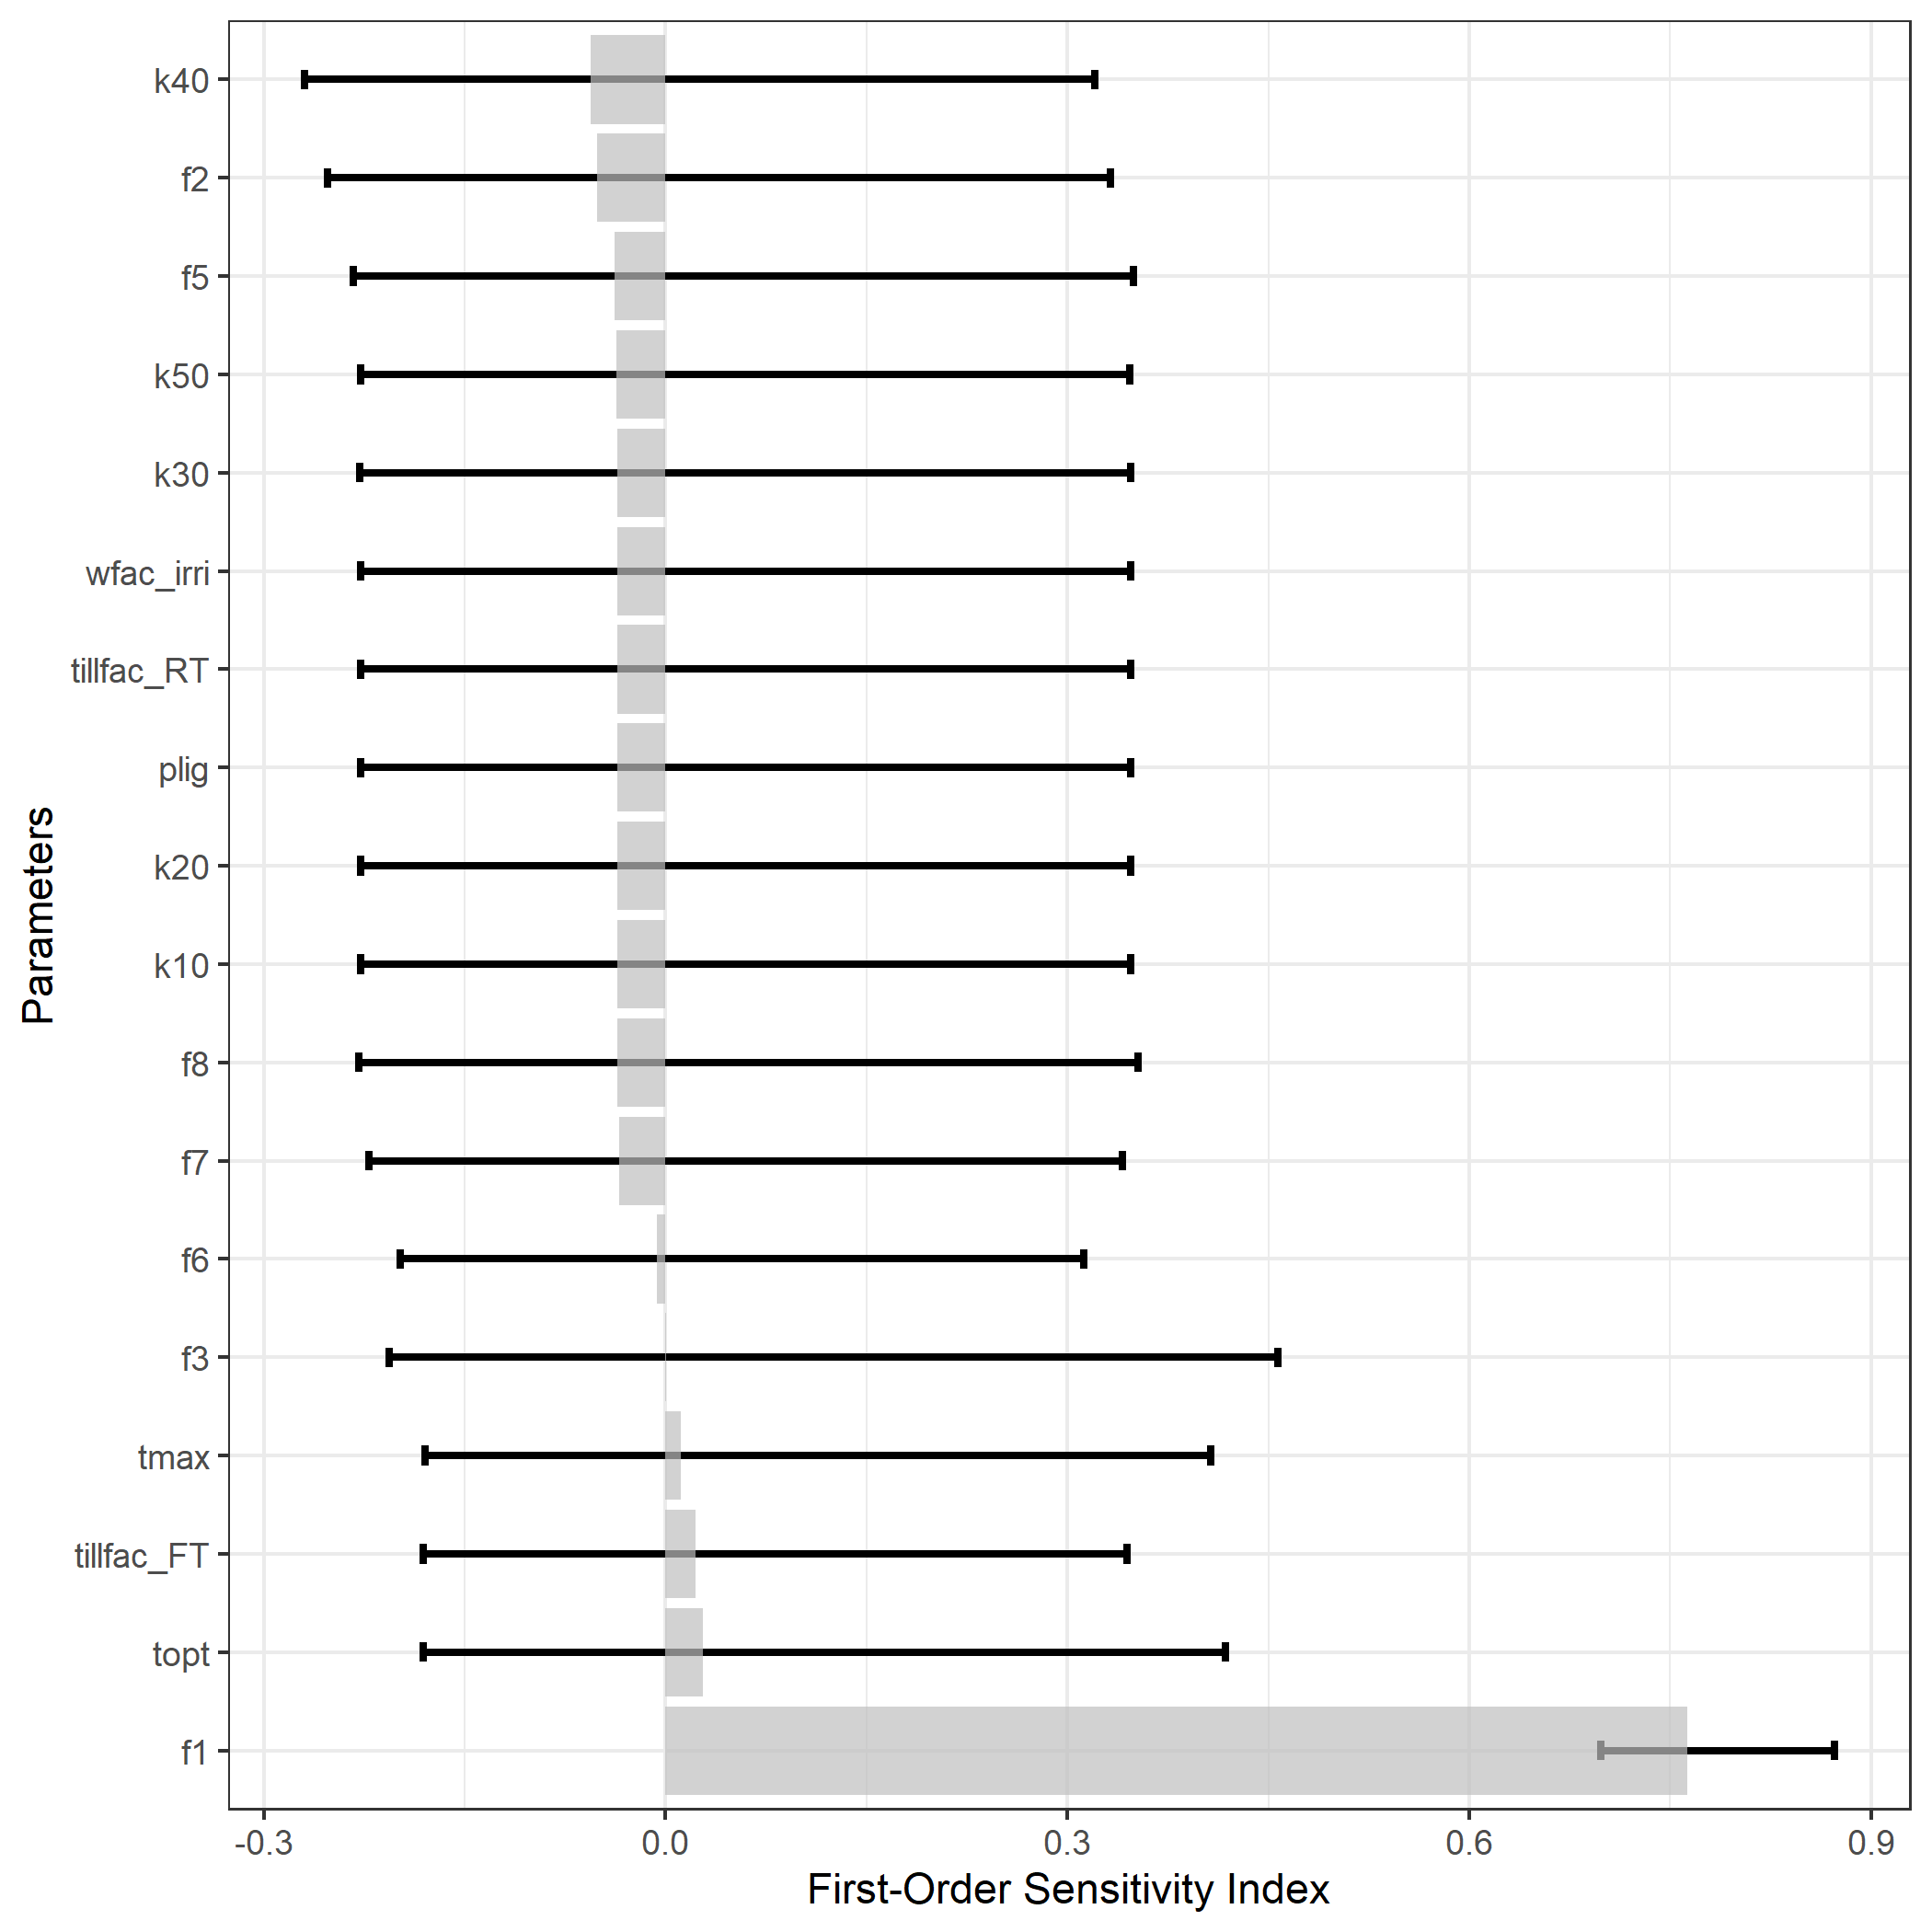 k40
f2
f5
k50
k30
wfac_irri
tillfac_RT
plig
k20
k10
f8
f7
f6
f3
tmax
tillfac_FT
topt
f1
Parameters
-0.3 0.0 0.3 0.6 0.9
First-Order Sensitivity Index